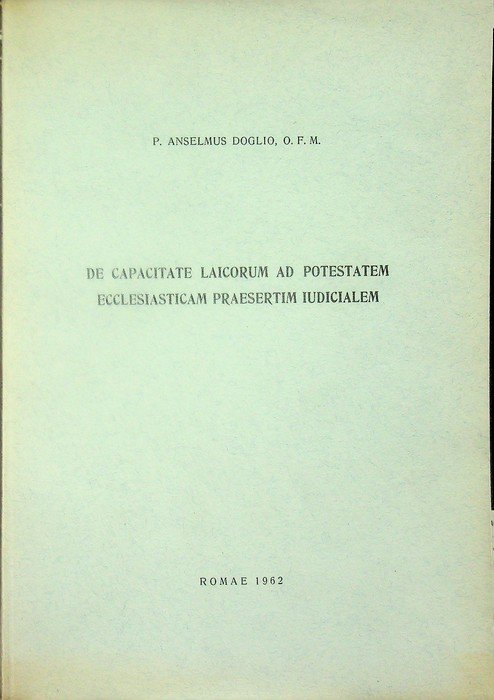 P. ANSELMUS DOGLIO, O. F. M.
DE CAPACITATE LAICORUM AD POTESTATEM
ECCLESIASTICAM PRAESERTIM IUDICIALEM
ROMAE 1962